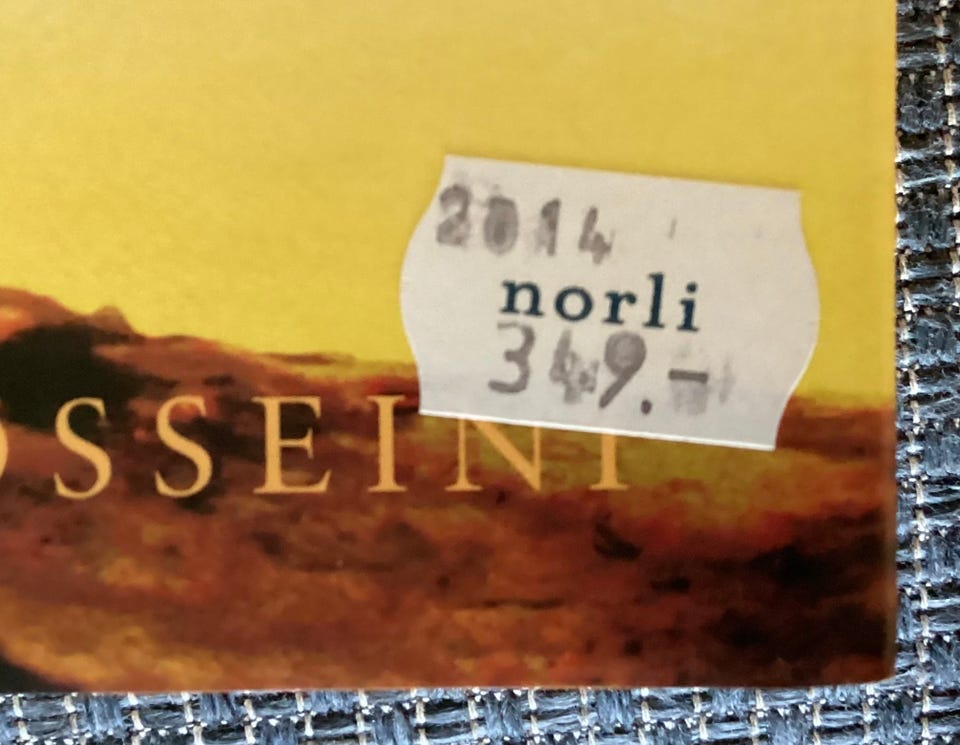 2014
norli
349.-
OSSEINI